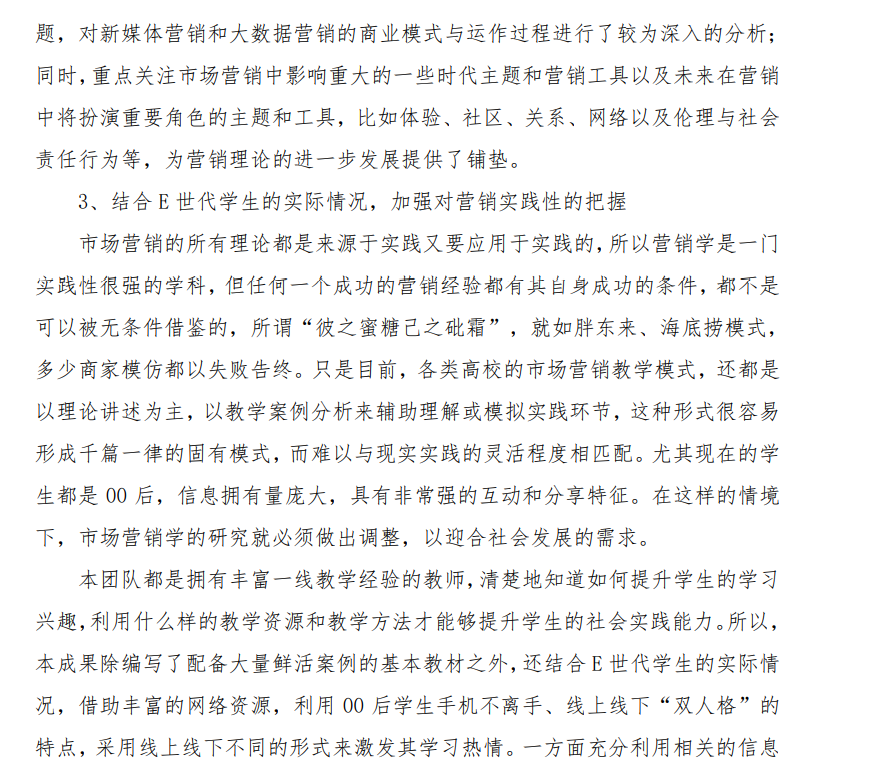 题，对新媒体营销和大数据营销的商业模式与运作过程进行了较为深入的分析；
同时，重点关注市场营销中影响重大的一些时代主题和营销工具以及未来在营销
中将扮演重要角色的主题和工具，比如体验、社区、关系、网络以及伦理与社会
责任行为等，为营销理论的进一步发展提供了铺垫。
3、结合 E 世代学生的实际情况，加强对营销实践性的把握
市场营销的所有理论都是来源于实践又要应用于实践的，所以营销学是一门
实践性很强的学科，但任何一个成功的营销经验都有其自身成功的条件，都不是
可以被无条件借鉴的，所谓“彼之蜜糖己之砒霜”，就如胖东来、海底捞模式，
多少商家模仿都以失败告终。只是目前，各类高校的市场营销教学模式，还都是
以理论讲述为主，以教学案例分析来辅助理解或模拟实践环节，这种形式很容易
形成千篇一律的固有模式，而难以与现实实践的灵活程度相匹配。尤其现在的学
生都是 00 后，信息拥有量庞大，具有非常强的互动和分享特征。在这样的情境
下，市场营销学的研究就必须做出调整，以迎合社会发展的需求。
本团队都是拥有丰富一线教学经验的教师，清楚地知道如何提升学生的学习
兴趣，利用什么样的教学资源和教学方法才能够提升学生的社会实践能力。所以，
本成果除编写了配备大量鲜活案例的基本教材之外，还结合 E 世代学生的实际情
况，借助丰富的网络资源，利用 00 后学生手机不离手、线上线下“双人格”的
特点，采用线上线下不同的形式来激发其学习热情。一方面充分利用相关的信息